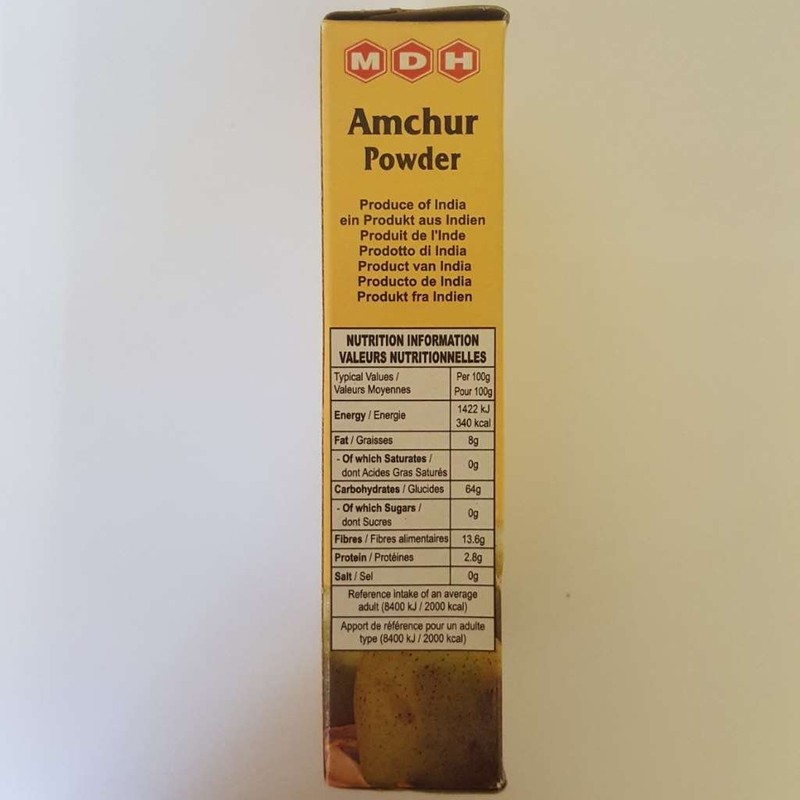 MDH
Amchur
Powder
Produce of India
ein Produkt aus Indien
Produit de l'Inde
Prodotto di India
Product van India
Producto de India
Produkt fra Indien
NUTRITION INFORMATION
VALEURS NUTRITIONNELLES
Typical Values / Per 100g
Valeurs Moyennes Pour 100g
Energy / Energie 1422 kJ
340 kcal
Fat / Graisses 8g
- Of which Saturates /
dont Acides Gras Saturés 0g
Carbohydrates / Glucides 64g
- Of which Sugars /
dont Sucres 0g
Fibres / Fibres alimentaires 13.6g
Protein / Protéines 2.8g
Salt / Sel 0g
Reference intake of an average
adult (8400 kJ / 2000 kcal)
Apport de référence pour un adulte
type (8400 kJ / 2000 kcal)